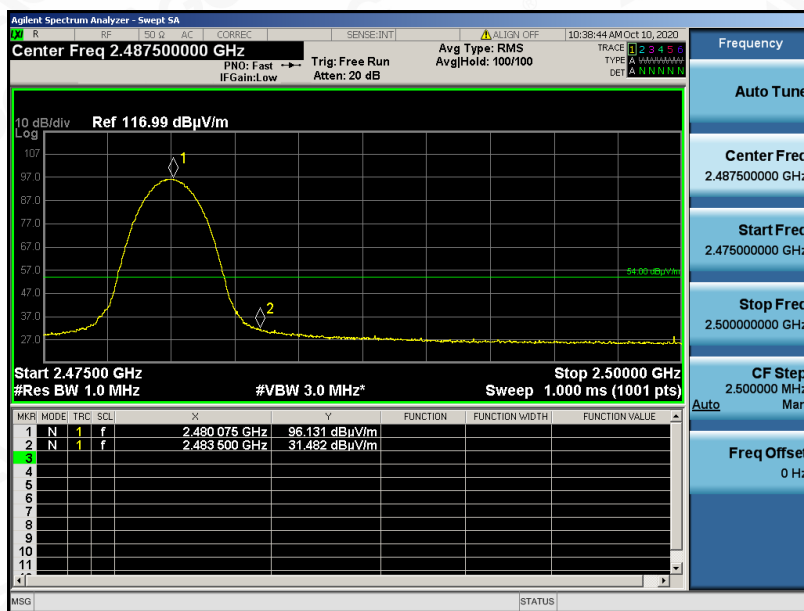 Agilent Spectrum Analyzer - Swept SA
LXI R RF 50 Ω AC CORREC SENSE:INT ALIGN OFF 10:38:44 AM Oct 10, 2020
Center Freq 2.487500000 GHz
PNO: Fast
IFGain:Low
Trig: Free Run
Atten: 20 dB
Avg Type: RMS
Avg|Hold: 100/100
TRACE 1 2 3 4 5 6
TYPE A WWWWW
DET A N N N N N
10 dB/div Ref 116.99 dBµV/m
Log
107
97.0
87.0
77.0
67.0
57.0
47.0
37.0
27.0
1
2
54.00 dBµV/m
Start 2.47500 GHz Stop 2.50000 GHz
#Res BW 1.0 MHz #VBW 3.0 MHz* Sweep 1.000 ms (1001 pts)
MKR MODE TRC SCL X Y FUNCTION FUNCTION WIDTH FUNCTION VALUE
1 N 1 f 2.480 075 GHz 96.131 dBµV/m
2 N 1 f 2.483 500 GHz 31.482 dBµV/m
3
4
5
6
7
8
9
10
11
MSG STATUS
Frequency
Auto Tune
Center Freq
2.487500000 GHz
Start Freq
2.475000000 GHz
Stop Freq
2.500000000 GHz
CF Step
2.500000 MHz
Auto Man
Freq Offset
0 Hz